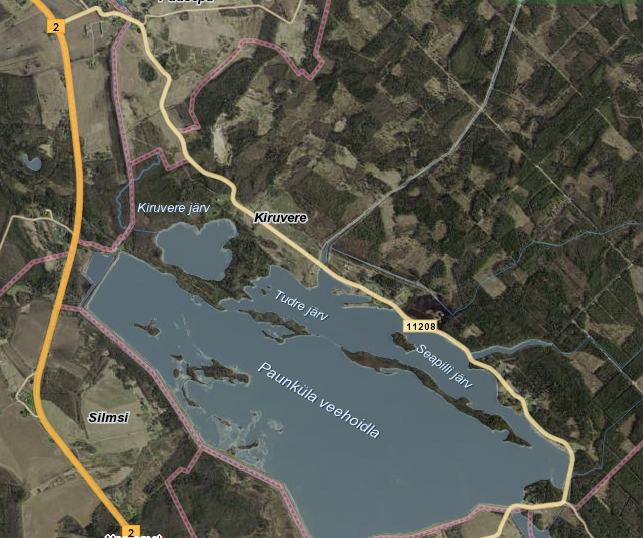 2
Kiruvere järv
Kiruvere
Tudre järv
11208
Seapilli järv
Paunküla veehoidla
Silmsi
2